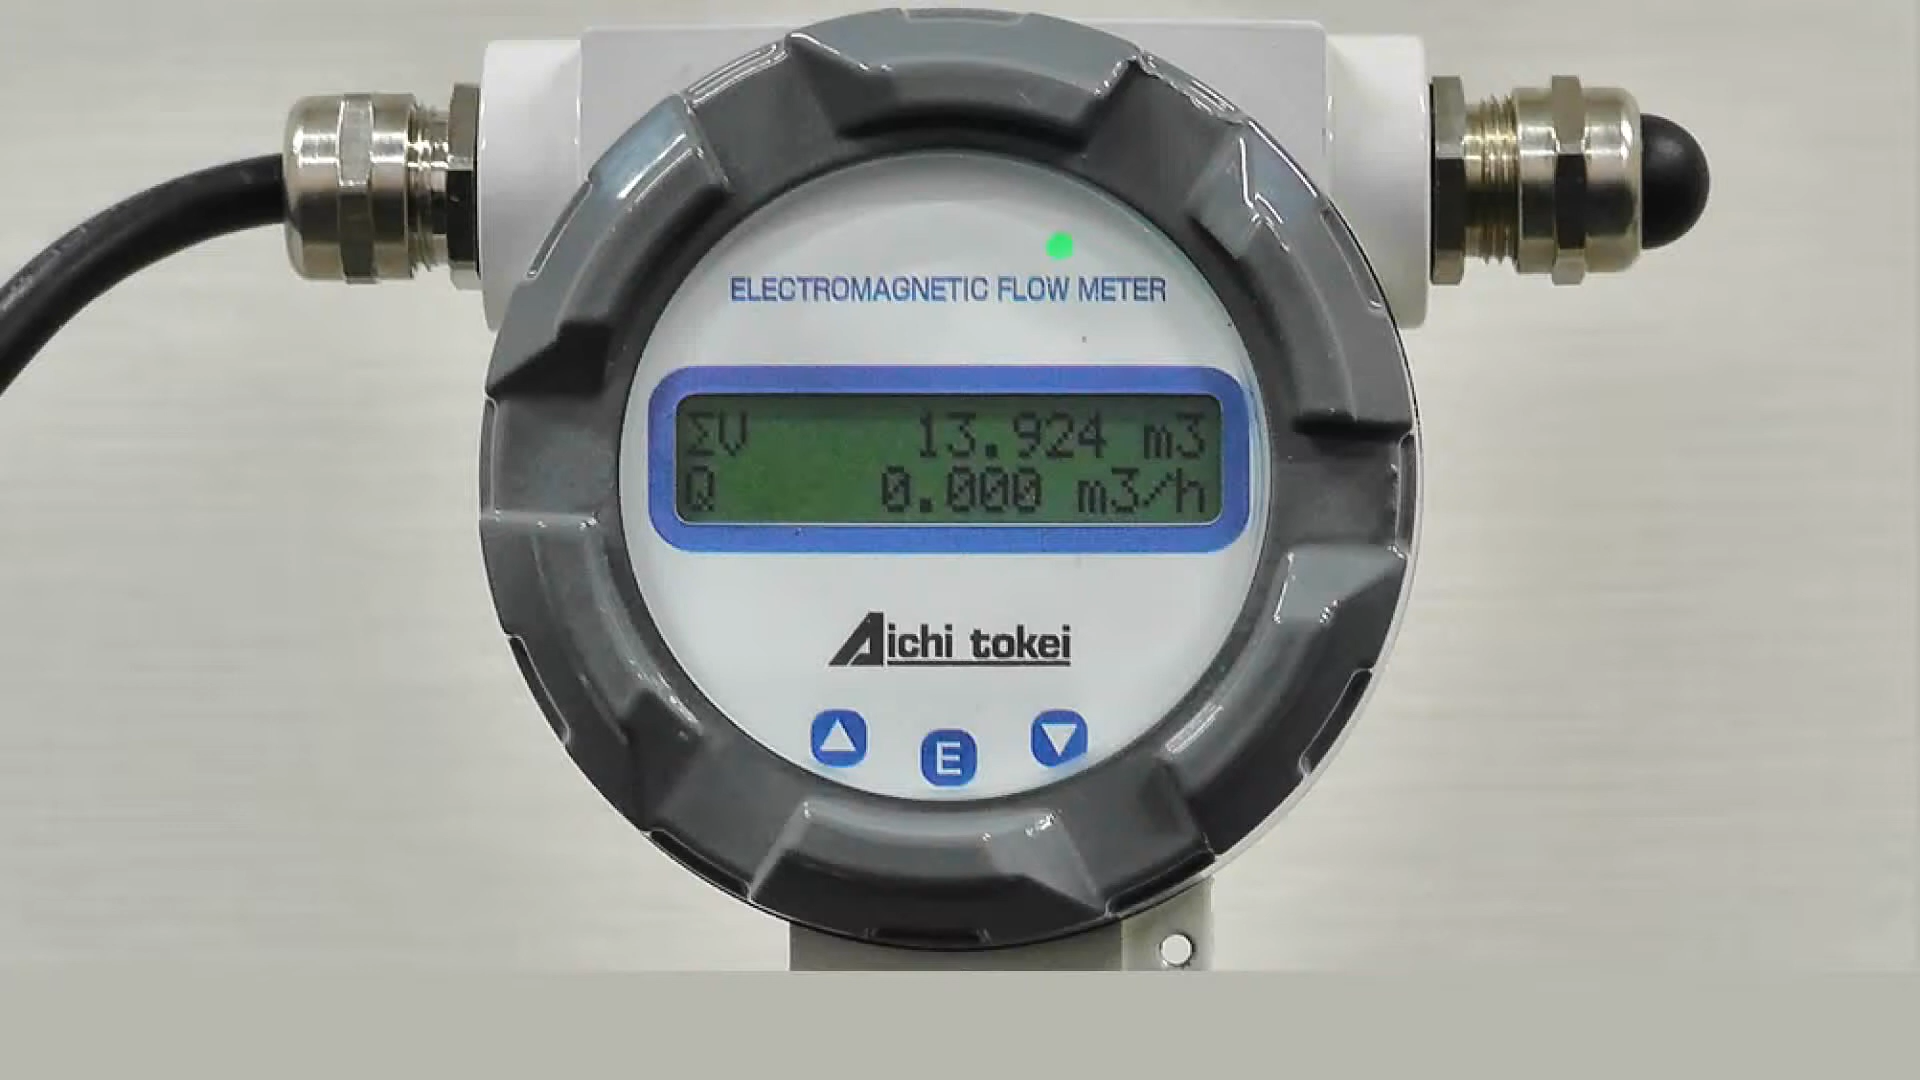 ELECTROMAGNETIC FLOW METER
ΣV 13.924 m3
Q 0.000 m3/h
Aichi tokei
E